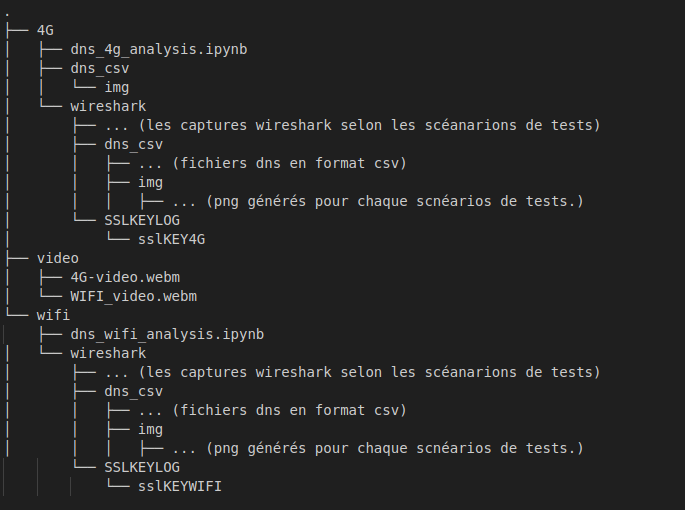 .
├── 4G
│   ├── dns_4g_analysis.ipynb
│   ├── dns_csv
│   │   └── img
│   └── wireshark
│       ├── ... (les captures wireshark selon les scéanarions de tests)
│       ├── dns_csv
│       │   ├── ... (fichiers dns en format csv)
│       │   ├── img
│       │   │   ├── ... (png générés pour chaque scnéarios de tests.)
│       └── SSLKEYLOG
│           └── sslKEY4G
├── video
│   ├── 4G-video.webm
│   └── WIFI_video.webm
└── wifi
    ├── dns_wifi_analysis.ipynb
│   └── wireshark
│       ├── ... (les captures wireshark selon les scéanarions de tests)
│       ├── dns_csv
│       │   ├── ... (fichiers dns en format csv)
│       │   ├── img
│       │   │   ├── ... (png générés pour chaque scnéarios de tests.)
        └── SSLKEYLOG
            └── sslKEYWIFI